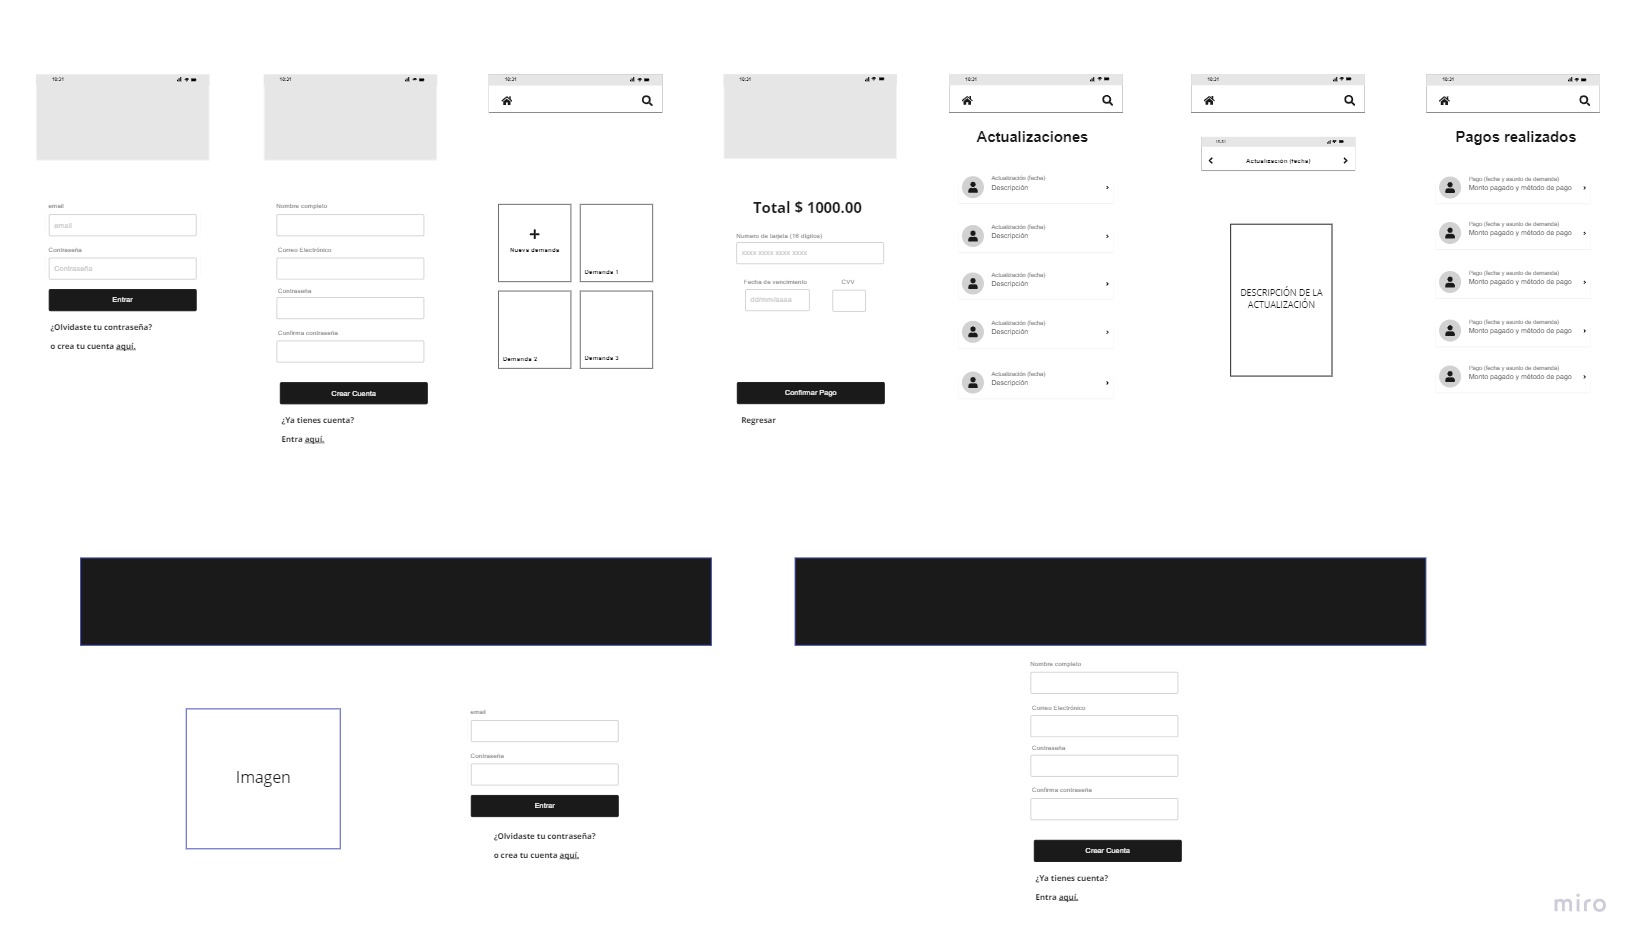 10:21
email
email
Contraseña
Contraseña
Entrar
¿Olvidaste tu contraseña?
o crea tu cuenta aquí.
10:21
Nombre completo
Correo Electrónico
Contraseña
Confirma contraseña
Crear Cuenta
¿Ya tienes cuenta?
Entra aquí.
10:21
+
Nueva demanda
Demanda 1
Demanda 2
Demanda 3
10:21
Total $ 1000.00
Numero de tarjeta (16 digitos)
xxxx xxxx xxxx xxxx
Fecha de vencimiento
CVV
dd/mm/aaaa
Confirmar Pago
Regresar
10:21
Actualizaciones
Actualización (fecha)
Descripción
Actualización (fecha)
Descripción
Actualización (fecha)
Descripción
Actualización (fecha)
Descripción
Actualización (fecha)
Descripción
10:21
10:21
Actualización (fecha)
DESCRIPCIÓN DE LA
ACTUALIZACIÓN
10:21
Pagos realizados
Pago (fecha y asunto de demanda)
Monto pagado y método de pago
Pago (fecha y asunto de demanda)
Monto pagado y método de pago
Pago (fecha y asunto de demanda)
Monto pagado y método de pago
Pago (fecha y asunto de demanda)
Monto pagado y método de pago
Pago (fecha y asunto de demanda)
Monto pagado y método de pago
Imagen
email
Contraseña
Entrar
¿Olvidaste tu contraseña?
o crea tu cuenta aquí.
Nombre completo
Correo Electrónico
Contraseña
Confirma contraseña
Crear Cuenta
¿Ya tienes cuenta?
Entra aquí.
miro